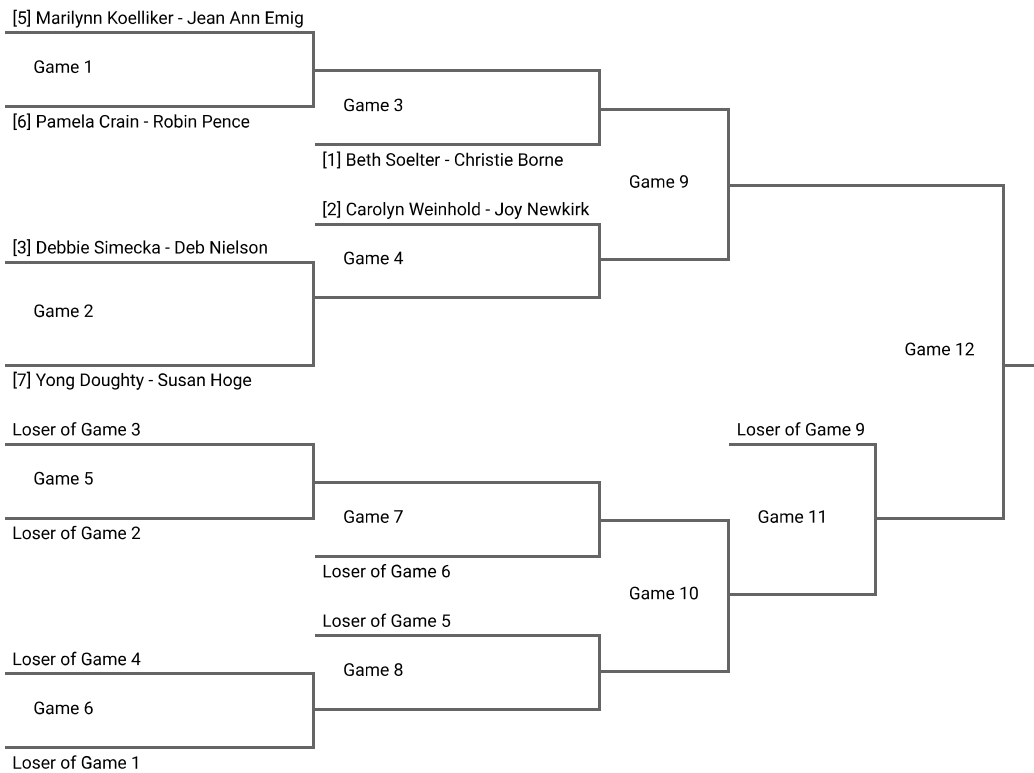 [5] Marilynn Koelliker - Jean Ann Emig
Game 1
Game 3
[6] Pamela Crain - Robin Pence
[1] Beth Soelter - Christie Borne
Game 9
[2] Carolyn Weinhold - Joy Newkirk
[3] Debbie Simecka - Deb Nielson
Game 4
Game 2
Game 12
[7] Yong Doughty - Susan Hoge
Loser of Game 3
Loser of Game 9
Game 5
Game 7
Game 11
Loser of Game 2
Loser of Game 6
Game 10
Loser of Game 5
Loser of Game 4
Game 8
Game 6
Loser of Game 1